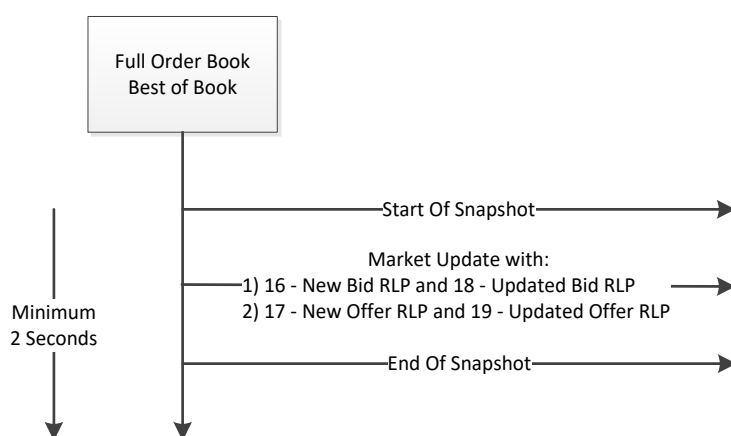 Full Order Book
Best of Book
Start Of Snapshot
Market Update with:
1) 16 - New Bid RLP and 18 - Updated Bid RLP
2) 17 - New Offer RLP and 19 - Updated Offer RLP
Minimum
2 Seconds
End Of Snapshot